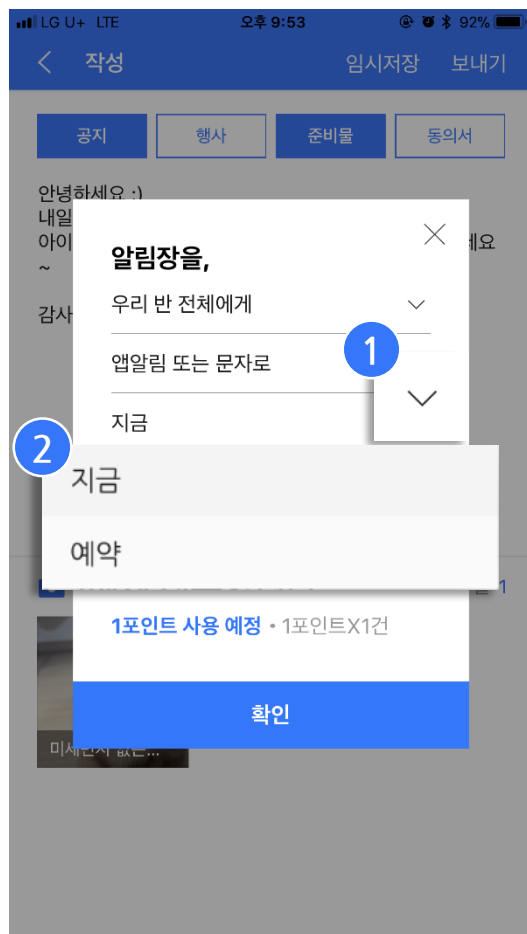 LG U+ LTE 오후 9:53 92%
작성 임시저장 보내기
공지 행사 준비물 동의서
안녕하세요 :)
내일
아이 세요
~
감사
알림장을,
우리 반 전체에게
1
앱알림 또는 문자로
지금
2
지금
예약
1
1포인트 사용 예정 • 1포인트X1건
확인
미세먼지 없는...